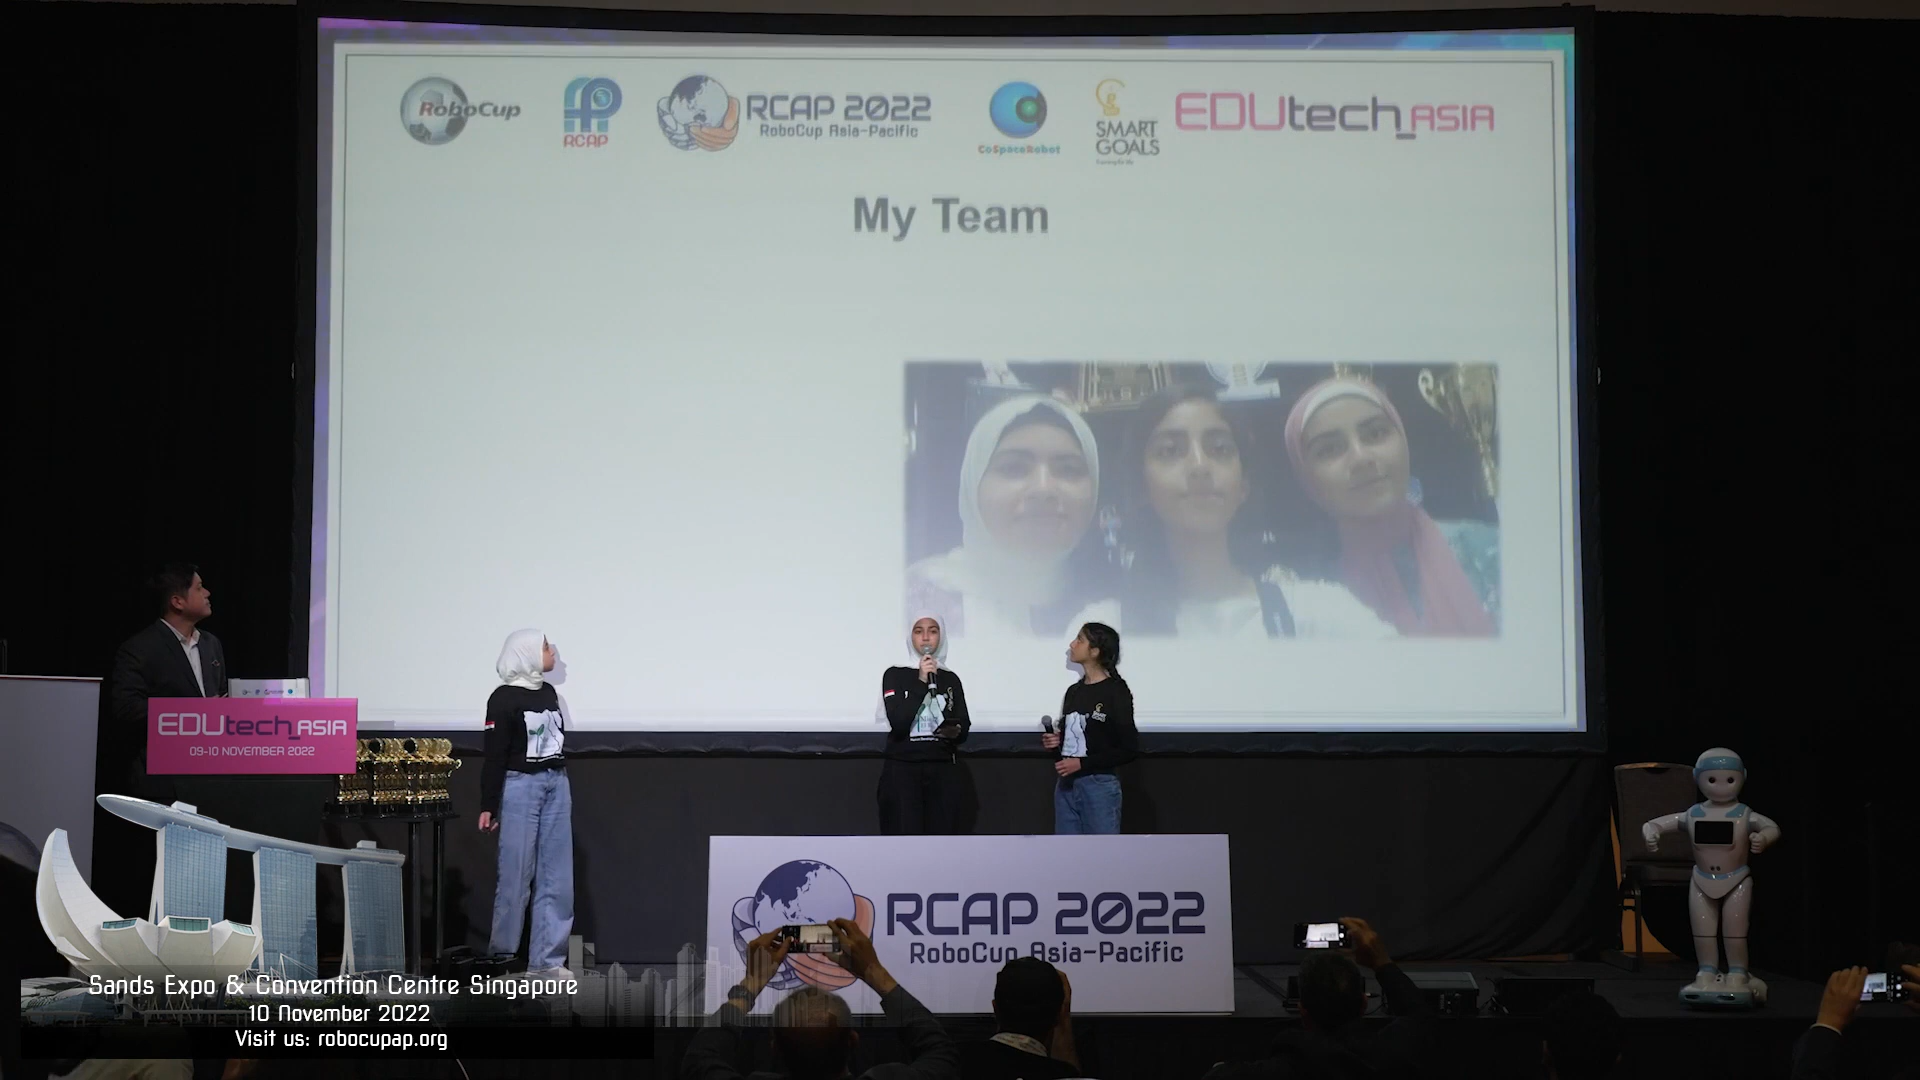 RoboCup
RCAP
RCAP 2022
RoboCup Asia-Pacific
CoSpaceRobot
SMART
GOALS
EDUtech_ASIA
My Team
EDUtech_ASIA
09-10 NOVEMBER 2022
RCAP 2022
RoboCup Asia-Pacific
Sands Expo & Convention Centre Singapore
10 November 2022
Visit us: robocupap.org